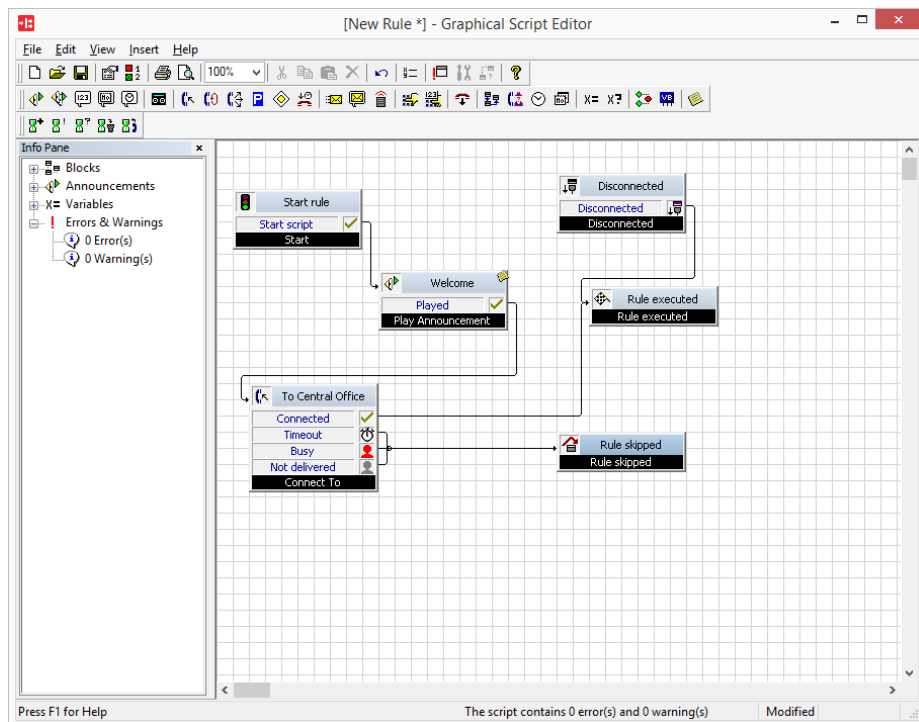 [New Rule *] - Graphical Script Editor
File Edit View Insert Help
100%
Info Pane
Blocks
Announcements
X= Variables
Errors & Warnings
0 Error(s)
0 Warning(s)
Start rule
Start script
Start
Disconnected
Disconnected
Disconnected
Welcome
Played
Play Announcement
Rule executed
Rule executed
To Central Office
Connected
Timeout
Busy
Not delivered
Connect To
Rule skipped
Rule skipped
Press F1 for Help
The script contains 0 error(s) and 0 warning(s)
Modified